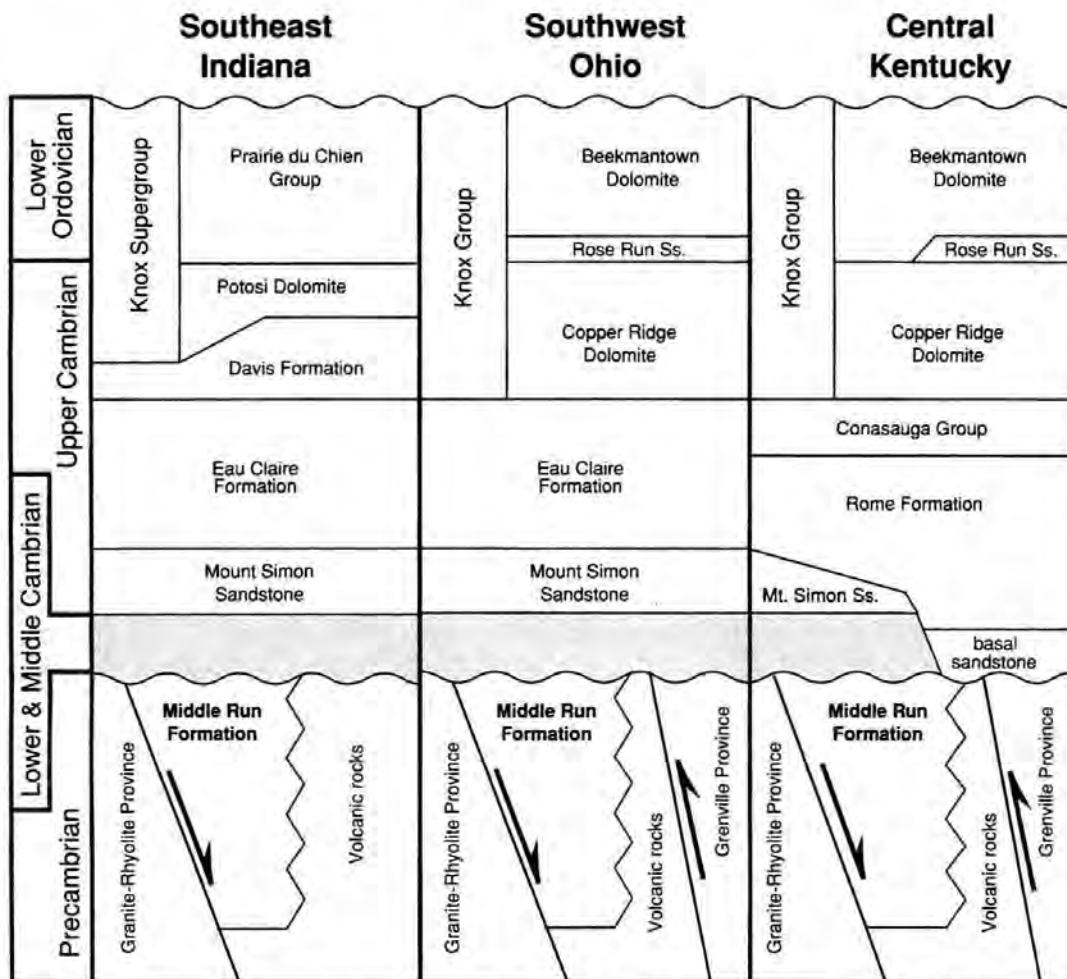 Southeast
Indiana
Southwest
Ohio
Central
Kentucky
Lower
Ordovician
Upper Cambrian
Lower & Middle Cambrian
Precambrian
Knox Supergroup
Prairie du Chien
Group
Potosi Dolomite
Davis Formation
Eau Claire
Formation
Mount Simon
Sandstone
Granite-Rhyolite Province
Middle Run
Formation
Volcanic rocks
Knox Group
Beekmantown
Dolomite
Rose Run Ss.
Copper Ridge
Dolomite
Eau Claire
Formation
Mount Simon
Sandstone
Granite-Rhyolite Province
Middle Run
Formation
Volcanic rocks
Grenville Province
Knox Group
Beekmantown
Dolomite
Rose Run Ss.
Copper Ridge
Dolomite
Conasauga Group
Rome Formation
Mt. Simon Ss.
basal
sandstone
Granite-Rhyolite Province
Middle Run
Formation
Volcanic rocks
Grenville Province